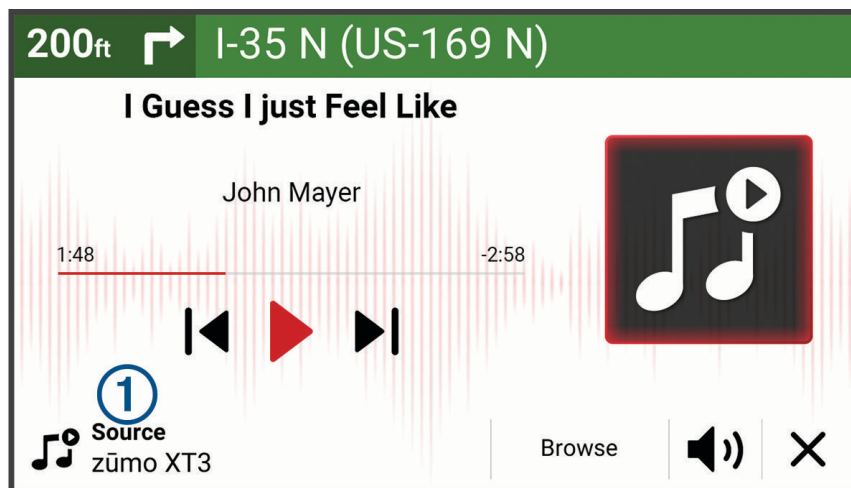 200ft I-35 N (US-169 N)
I Guess I just Feel Like
John Mayer
1:48 -2:58
1
Source
zūmo XT3
Browse